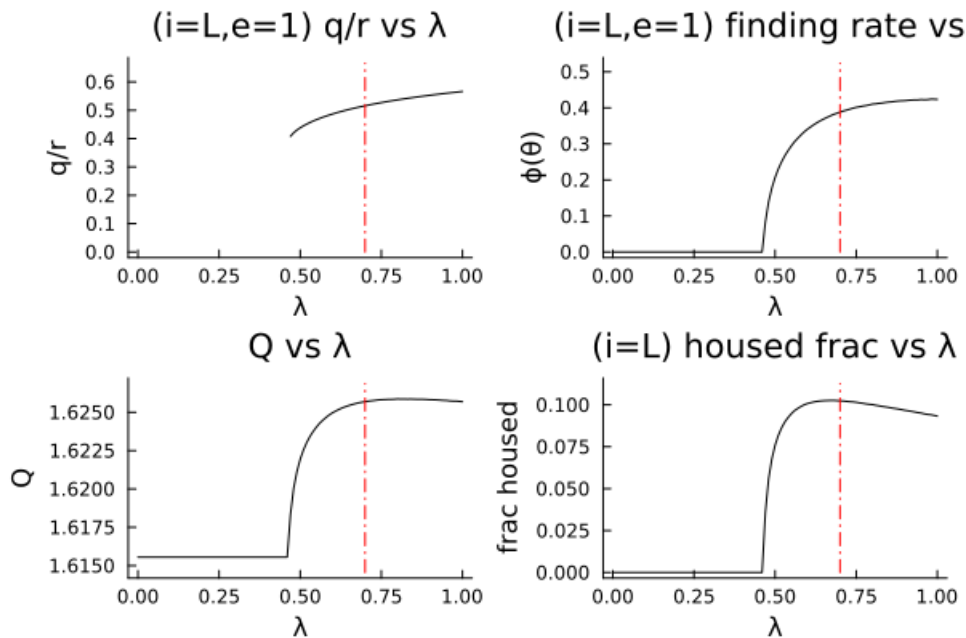 (i=L,e=1) q/r vs λ
q/r
0.6
0.5
0.4
0.3
0.2
0.1
0.0
0.00 0.25 0.50 0.75 1.00
λ
(i=L,e=1) finding rate vs
ϕ(θ)
0.5
0.4
0.3
0.2
0.1
0.0
0.00 0.25 0.50 0.75 1.00
λ
Q vs λ
Q
1.6250
1.6225
1.6200
1.6175
1.6150
0.00 0.25 0.50 0.75 1.00
λ
(i=L) housed frac vs λ
frac housed
0.100
0.075
0.050
0.025
0.000
0.00 0.25 0.50 0.75 1.00
λ